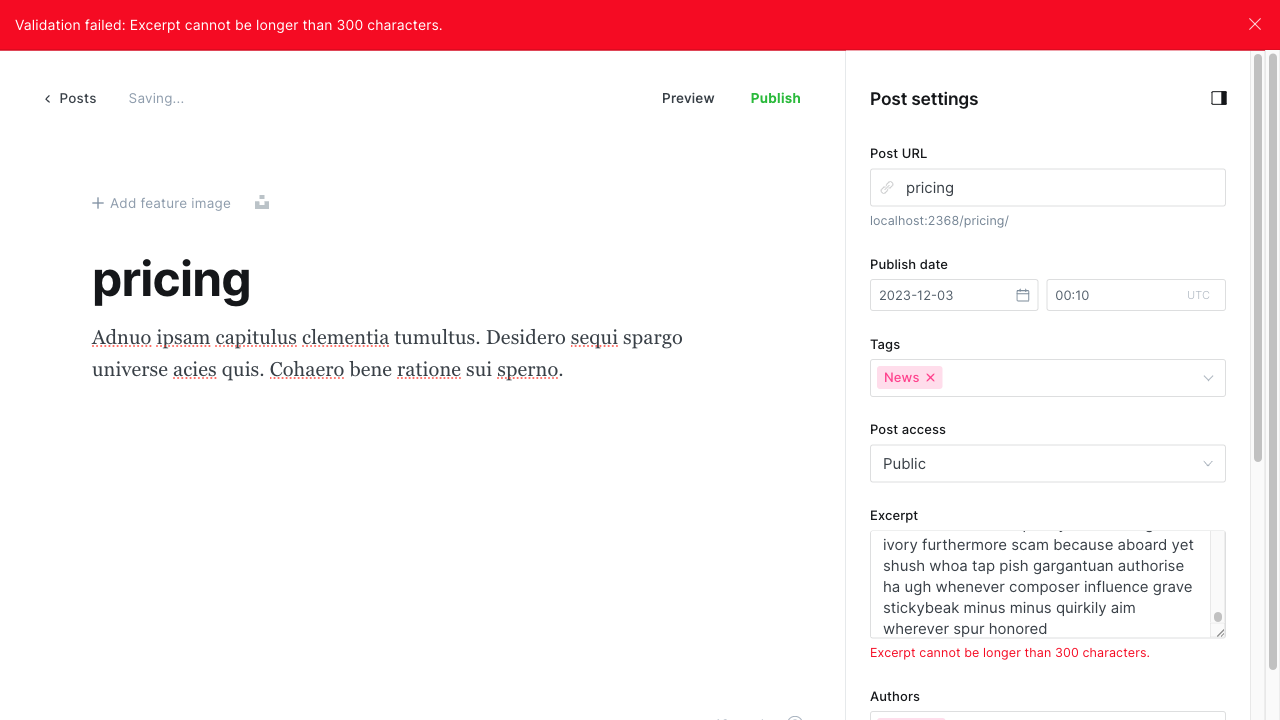 Validation failed: Excerpt cannot be longer than 300 characters.
Posts
Saving...
Preview
Publish
Post settings
Post URL
pricing
localhost:2368/pricing/
Add feature image
pricing
Adnuo ipsam capitulus clementia tumultus. Desidero sequi spargo
universe acies quis. Cohaero bene ratione sui sperno.
Publish date
2023-12-03
00:10
UTC
Tags
News
Post access
Public
Excerpt
ivory furthermore scam because aboard yet
shush whoa tap pish gargantuan authorise
ha ugh whenever composer influence grave
stickybeak minus minus quirkily aim
wherever spur honored
Excerpt cannot be longer than 300 characters.
Authors